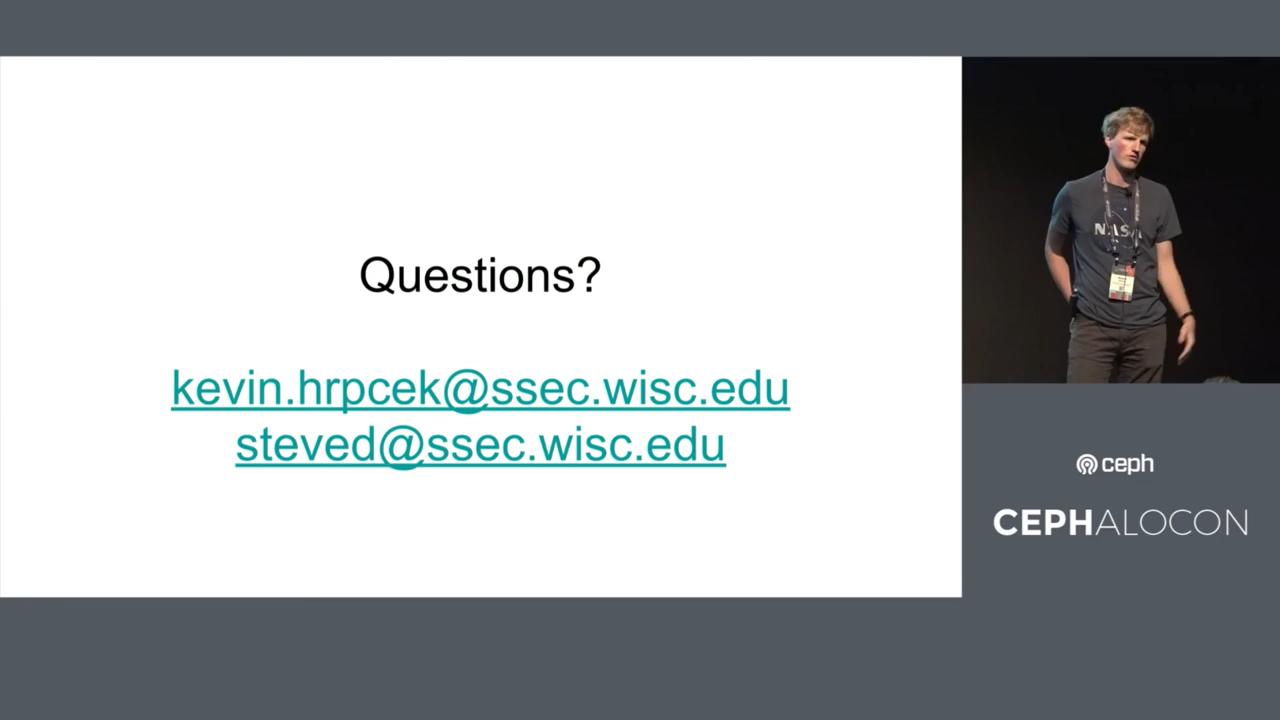 Questions?
kevin.hrpcek@ssec.wisc.edu
steved@ssec.wisc.edu
NASA
ceph
CEPHALOCON